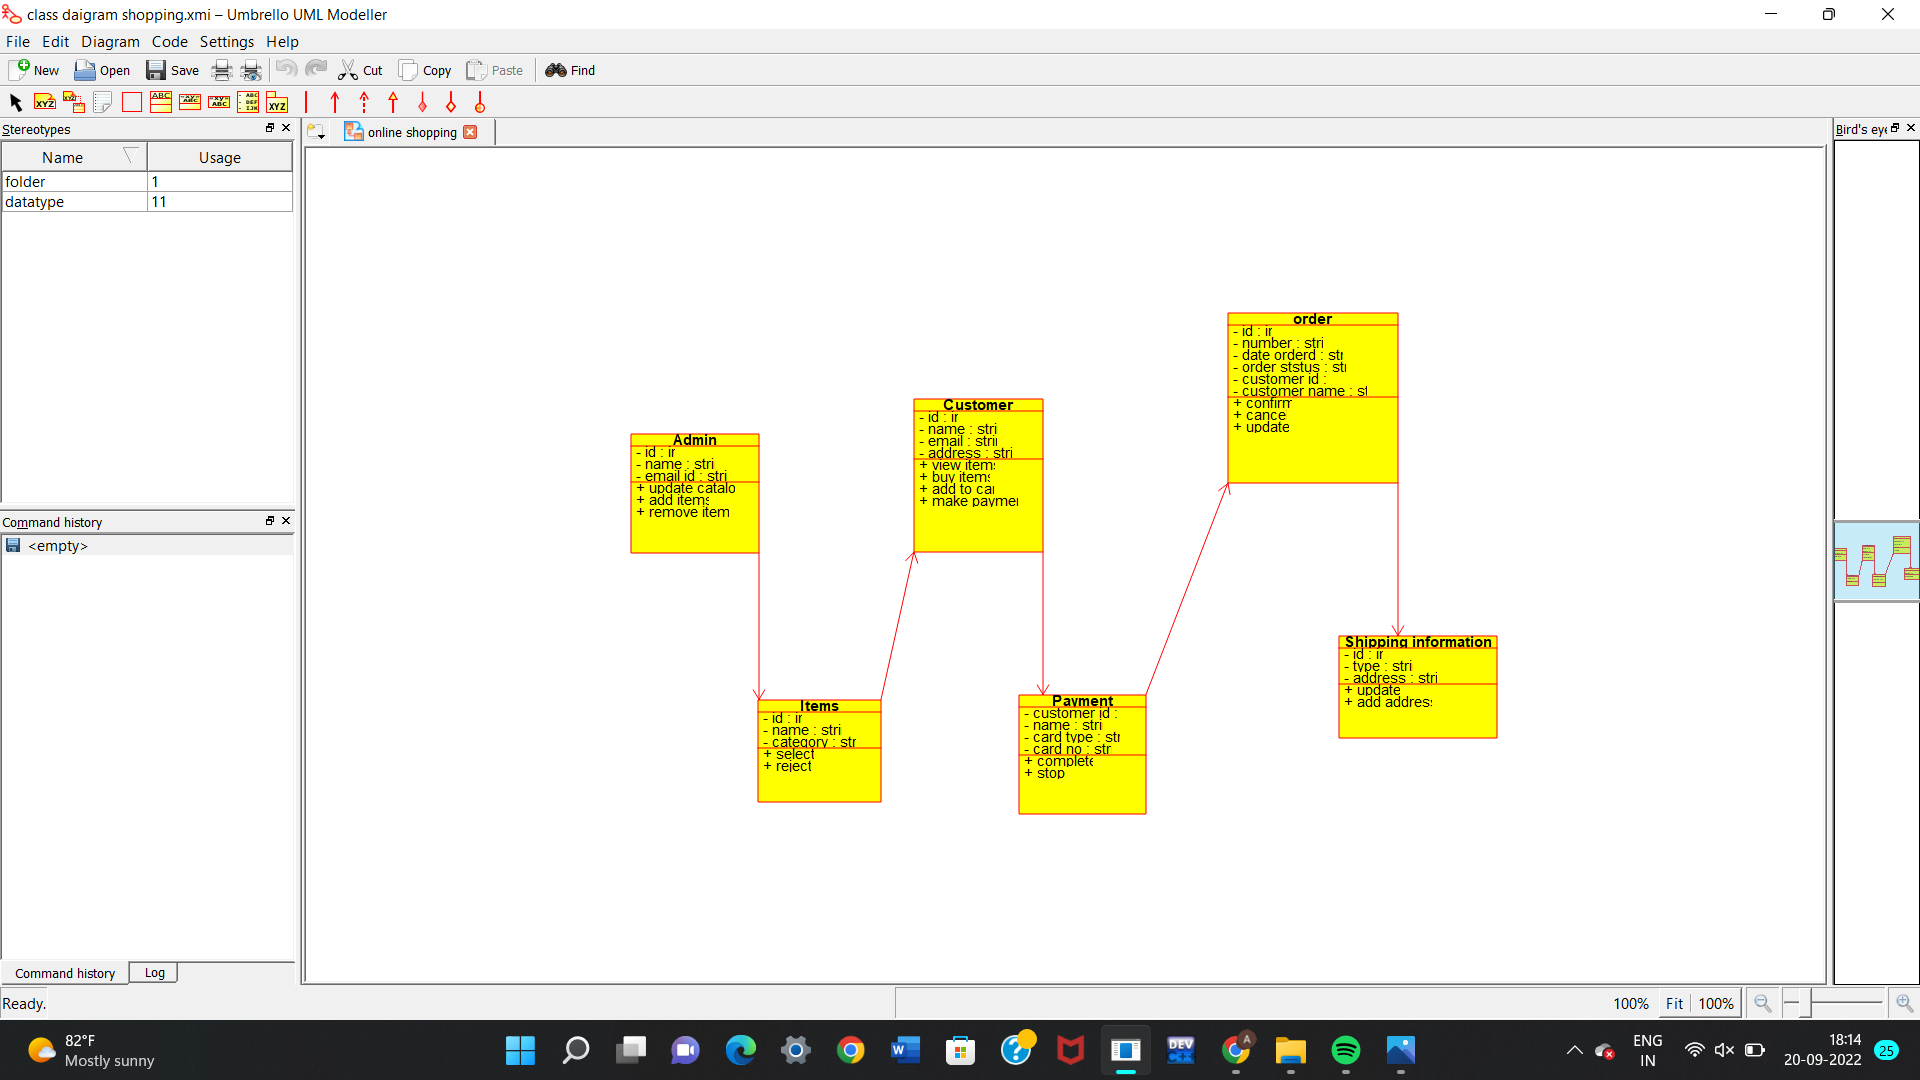 class daigram shopping.xmi – Umbrello UML Modeller
File Edit Diagram Code Settings Help
New Open Save Cut Copy Paste Find
Stereotypes
Name Usage
folder 1
datatype 11
Command history
<empty>
Command history Log
online shopping
Bird's eye
Admin
- id : ir
- name : stri
- email id : stri
+ update catalo
+ add items
+ remove item
Customer
- id : ir
- name : stri
- email : strii
- address : stri
+ view items
+ buy items
+ add to car
+ make paymer
order
- id : ir
- number : stri
- date orderd : str
- order ststus : stri
- customer id :
- customer name : st
+ confirm
+ cance
+ update
Items
- id : ir
- name : stri
- category : str
+ select
+ reject
Payment
- customer id :
- name : stri
- card type : str
- card no : str
+ complete
+ stop
Shipping information
- id : ir
- type : stri
- address : stri
+ update
+ add address
Ready.
100% Fit 100%
82°F
Mostly sunny
ENG
IN
18:14
20-09-2022
25